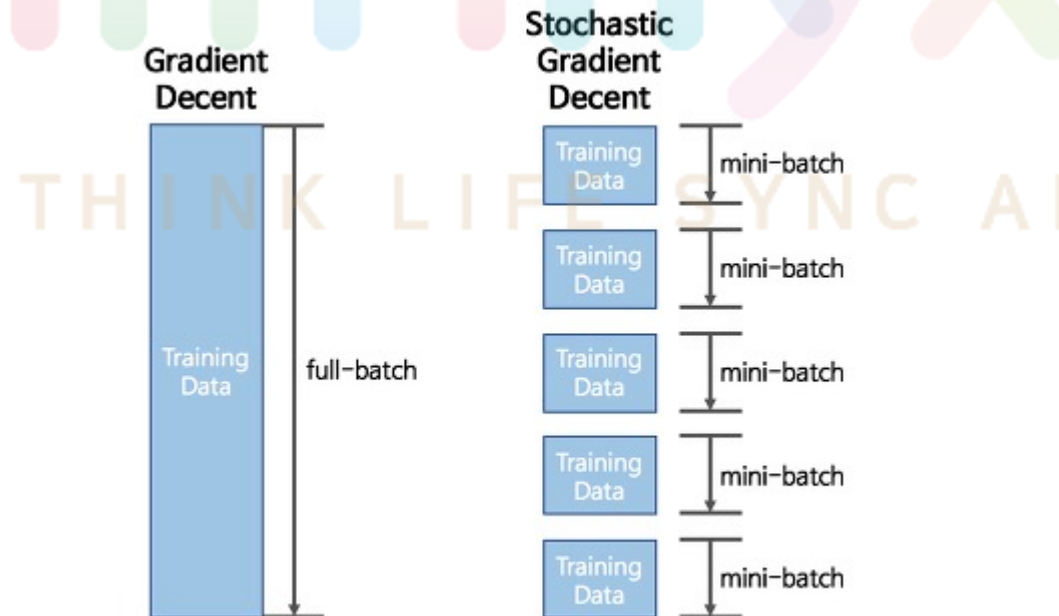 Gradient
Decent
Stochastic
Gradient
Decent
THINK LIFE SYNC AI
Training
Data
full-batch
Training
Data
mini-batch
Training
Data
mini-batch
Training
Data
mini-batch
Training
Data
mini-batch
Training
Data
mini-batch